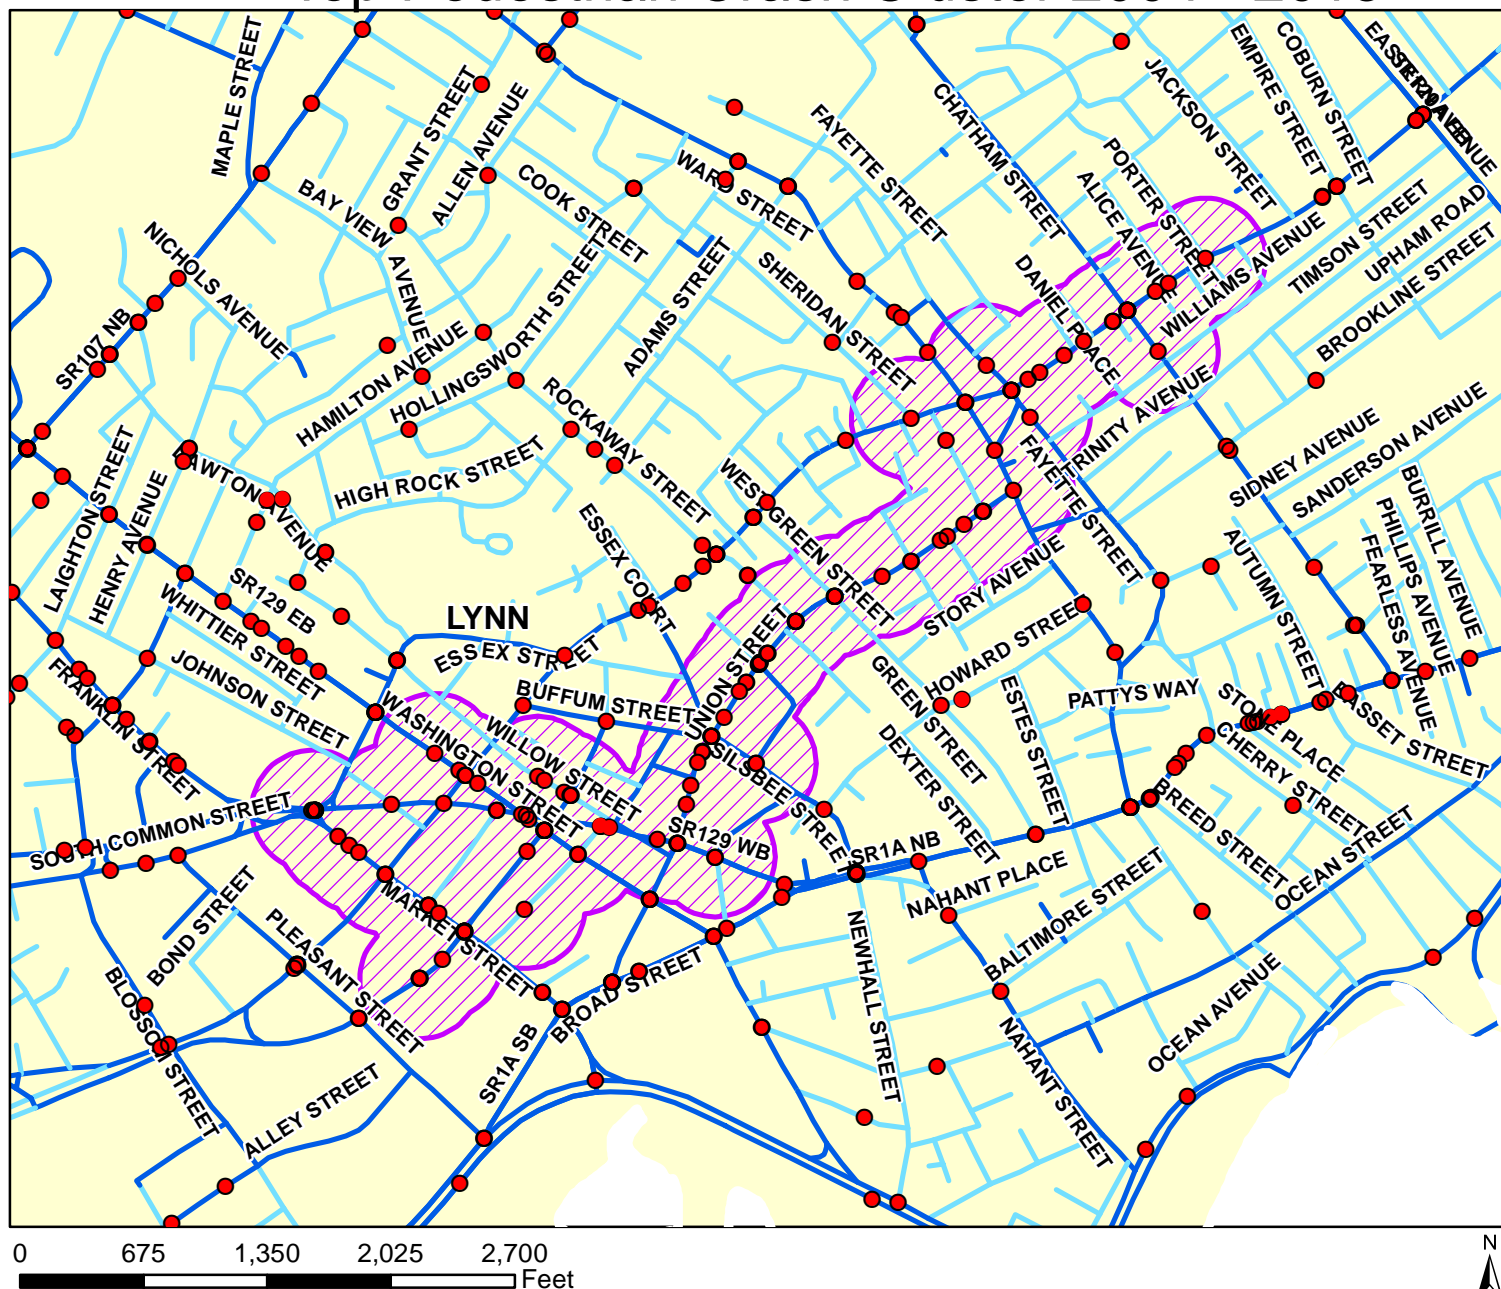 MAPLE STREET
GRANT STREET
ALLEN AVENUE
BAY VIEW AVENUE
COOK STREET
WARD STREET
FAYETTE STREET
CHATHAM STREET
JACKSON STREET
EMPIRE STREET
COBURN STREET
PORTER STREET
ALICE AVENUE
NICHOLS AVENUE
SR107 NB
HAMILTON AVENUE
HOLLINGSWORTH STREET
ADAMS STREET
SHERIDAN STREET
DANIEL PLACE
WILLIAMS AVENUE
TIMSON STREET
UPHAM ROAD
BROOKLINE STREET
ROCKAWAY STREET
HIGH ROCK STREET
LAWTON AVENUE
LAIGHTON STREET
HENRY AVENUE
WEST GREEN STREET
TRINITY AVENUE
FAYETTE STREET
SIDNEY AVENUE
SANDERSON AVENUE
BURRILL AVENUE
PHILLIPS AVENUE
FEARLESS AVENUE
AUTUMN STREET
ESSEX COURT
STORY AVENUE
SR129 EB
WHITTIER STREET
LYNN
ESSEX STREET
JOHNSON STREET
FRANKLIN STREET
BUFFUM STREET
UNION STREET
HOWARD STREET
GREEN STREET
PATTYS WAY
ESTES STREET
STONE PLACE
BASSET STREET
CHERRY STREET
WASHINGTON STREET
WILLOW STREET
SILSBEE STREET
DEXTER STREET
BREED STREET
SOUTH COMMON STREET
SR129 WB
SR1A NB
NAHANT PLACE
OCEAN STREET
BALTIMORE STREET
MARKET STREET
BOND STREET
PLEASANT STREET
BLOSSOM STREET
BROAD STREET
NEWHALL STREET
OCEAN AVENUE
NAHANT STREET
SR1A SB
ALLEY STREET
0 675 1,350 2,025 2,700
Feet
N